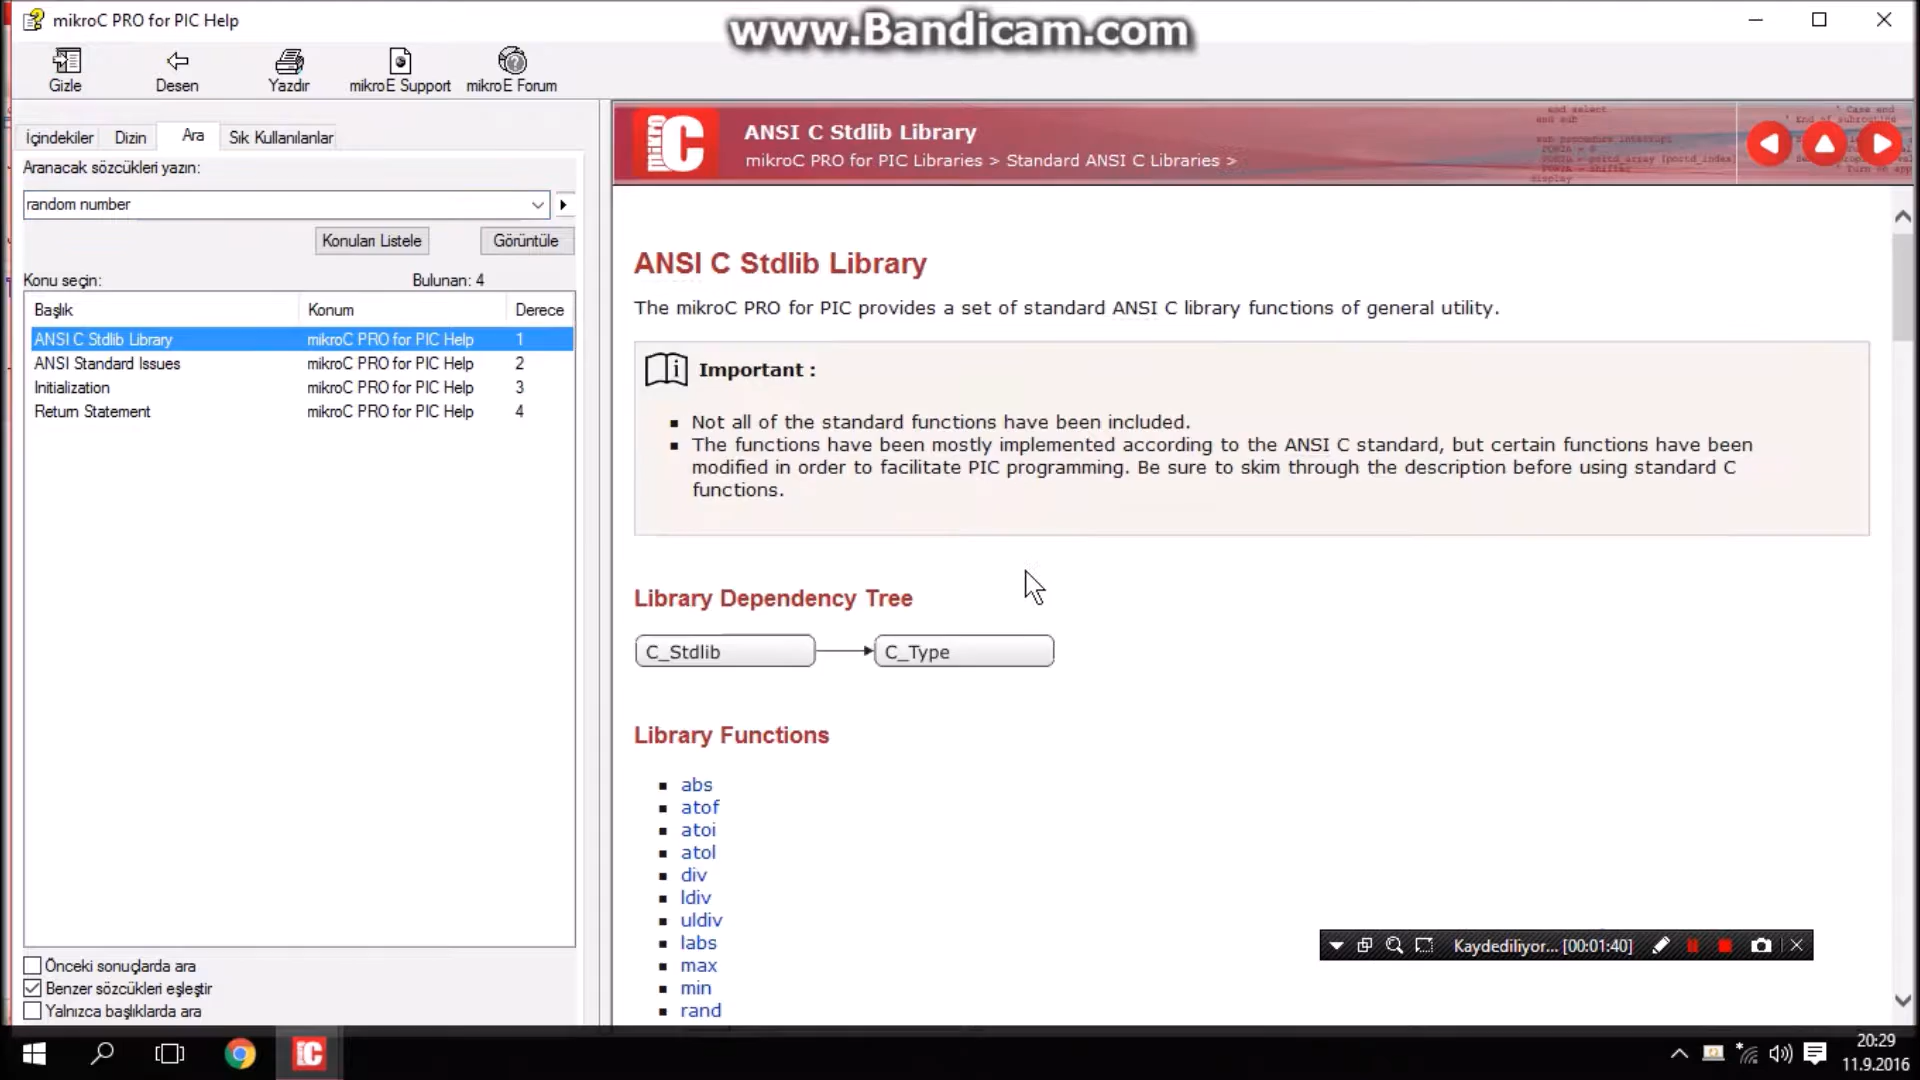 mikroC PRO for PIC Help
www.Bandicam.com
Gizle
Desen
Yazdır
mikroE Support
mikroE Forum
İçindekiler
Dizin
Ara
Sık Kullanılanlar
Aranacak sözcükleri yazın:
random number
Konuları Listele
Görüntüle
Konu seçin:
Bulunan: 4
Başlık Konum Derece
ANSI C Stdlib Library mikroC PRO for PIC Help 1
ANSI Standard Issues mikroC PRO for PIC Help 2
Initialization mikroC PRO for PIC Help 3
Return Statement mikroC PRO for PIC Help 4
Önceki sonuçlarda ara
Benzer sözcükleri eşleştir
Yalnızca başlıklarda ara
mikro C
ANSI C Stdlib Library
mikroC PRO for PIC Libraries > Standard ANSI C Libraries >
end select
end sub
sub procedure interrupt
display
ANSI C Stdlib Library
The mikroC PRO for PIC provides a set of standard ANSI C library functions of general utility.
Important :
Not all of the standard functions have been included.
The functions have been mostly implemented according to the ANSI C standard, but certain functions have been
modified in order to facilitate PIC programming. Be sure to skim through the description before using standard C
functions.
Library Dependency Tree
C_Stdlib
C_Type
Library Functions
abs
atof
atoi
atol
div
ldiv
uldiv
labs
max
min
rand
Kaydediliyor... [00:01:40]
20:29
11.9.2016